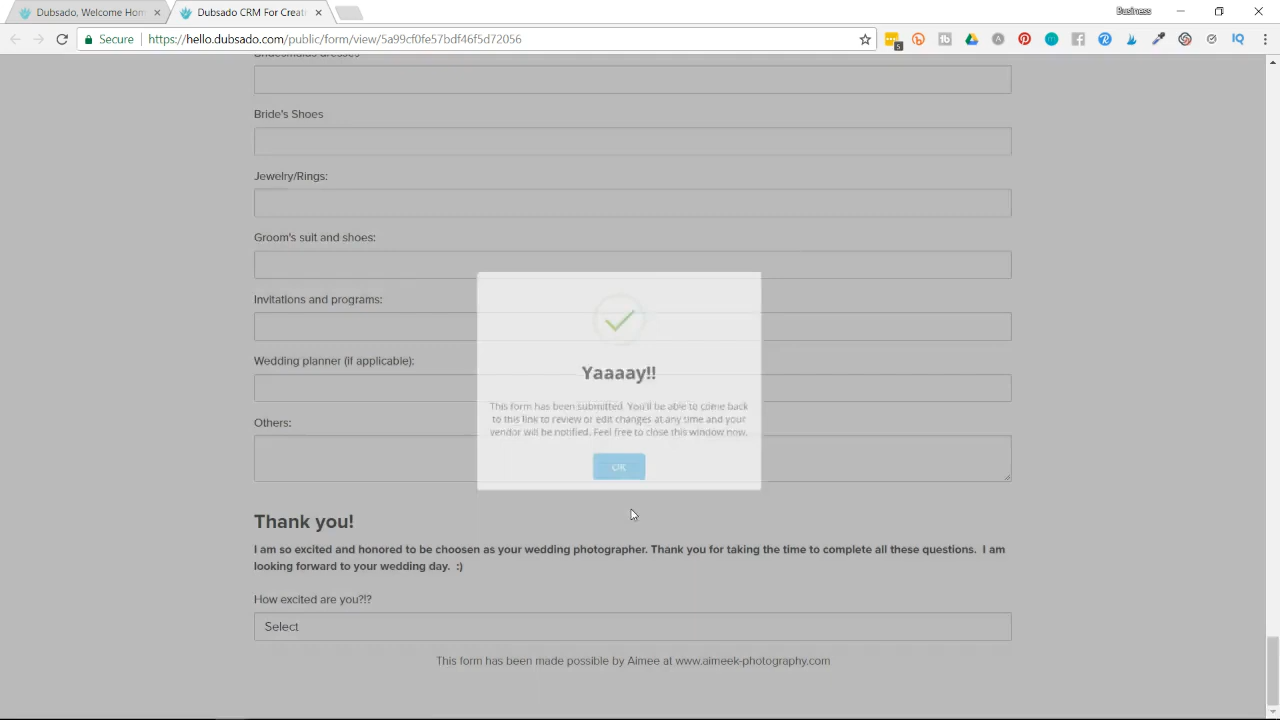 Dubsado, Welcome Hom
Dubsado CRM For Creati
Business
Secure
https://hello.dubsado.com/public/form/view/5a99cf0fe57bdf46f5d72056
5
tb
A
IQ
Bridesmaids dresses
Bride's Shoes
Jewelry/Rings:
Groom's suit and shoes:
Invitations and programs:
Wedding planner (if applicable):
Others:
Yaaaay!!
This form has been submitted. You'll be able to come back
to this link to review or edit changes at any time and your
vendor will be notified. Feel free to close this window now.
OK
Thank you!
I am so excited and honored to be choosen as your wedding photographer. Thank you for taking the time to complete all these questions. I am
looking forward to your wedding day. :)
How excited are you?!?
Select
This form has been made possible by Aimee at www.aimeek-photography.com